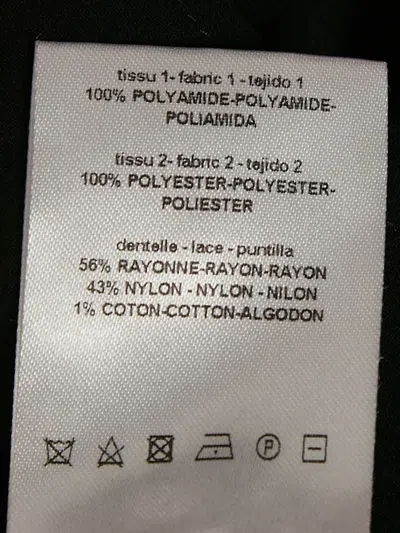 tissu 1- fabric 1 - tejido 1
100% POLYAMIDE-POLYAMIDE-
POLIAMIDA
tissu 2- fabric 2 - tejido 2
100% POLYESTER-POLYESTER-
POLIESTER
dentelle - lace - puntilla
56% RAYONNE-RAYON-RAYON
43% NYLON - NYLON - NILON
1% COTON-COTTON-ALGODON
P